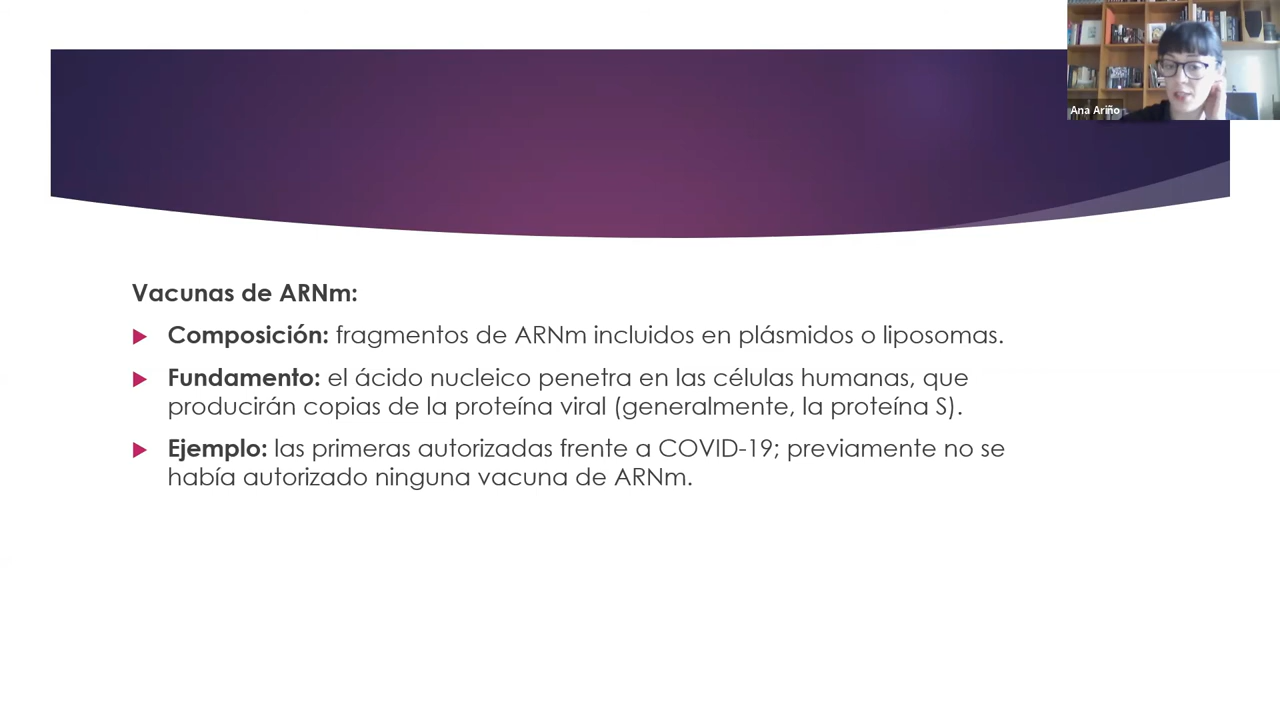 Ana Ariño
Vacunas de ARNm:
Composición: fragmentos de ARNm incluidos en plásmidos o liposomas.
Fundamento: el ácido nucleico penetra en las células humanas, que
producirán copias de la proteína viral (generalmente, la proteína S).
Ejemplo: las primeras autorizadas frente a COVID-19; previamente no se
había autorizado ninguna vacuna de ARNm.